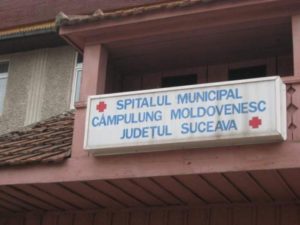 SPITALUL MUNICIPAL
CÂMPULUNG MOLDOVENESC
JUDEȚUL SUCEAVA